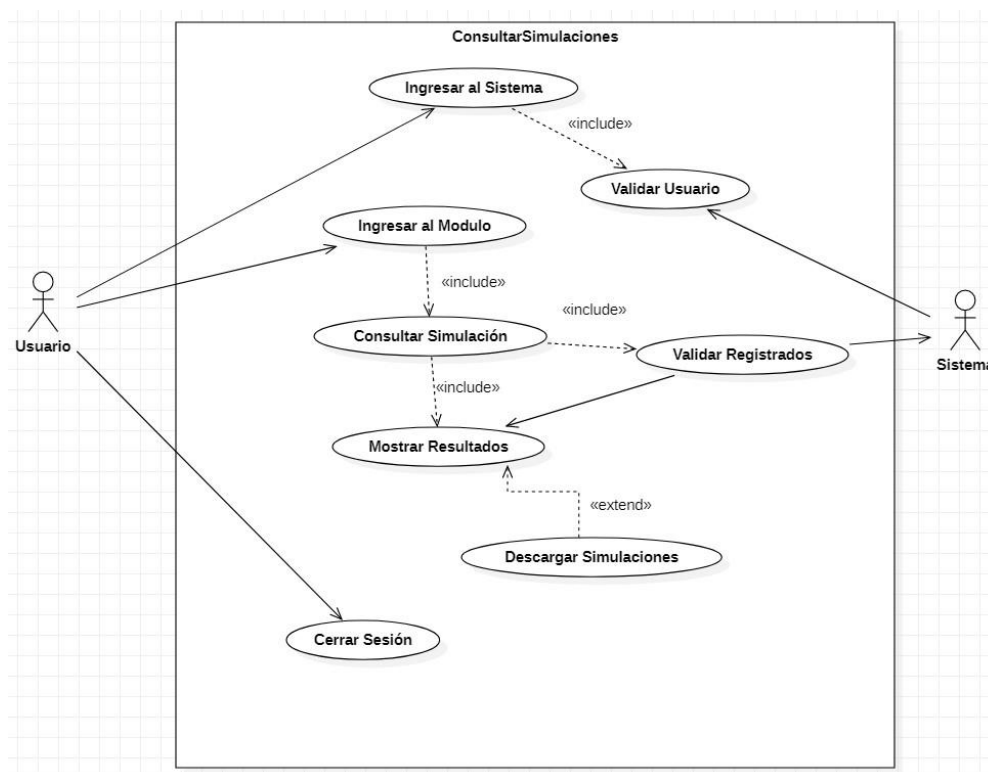 ConsultarSimulaciones
Ingresar al Sistema
«include»
Validar Usuario
Ingresar al Modulo
«include»
Usuario
Consultar Simulación
«include»
Validar Registrados
Sistema
«include»
Mostrar Resultados
«extend»
Descargar Simulaciones
Cerrar Sesión